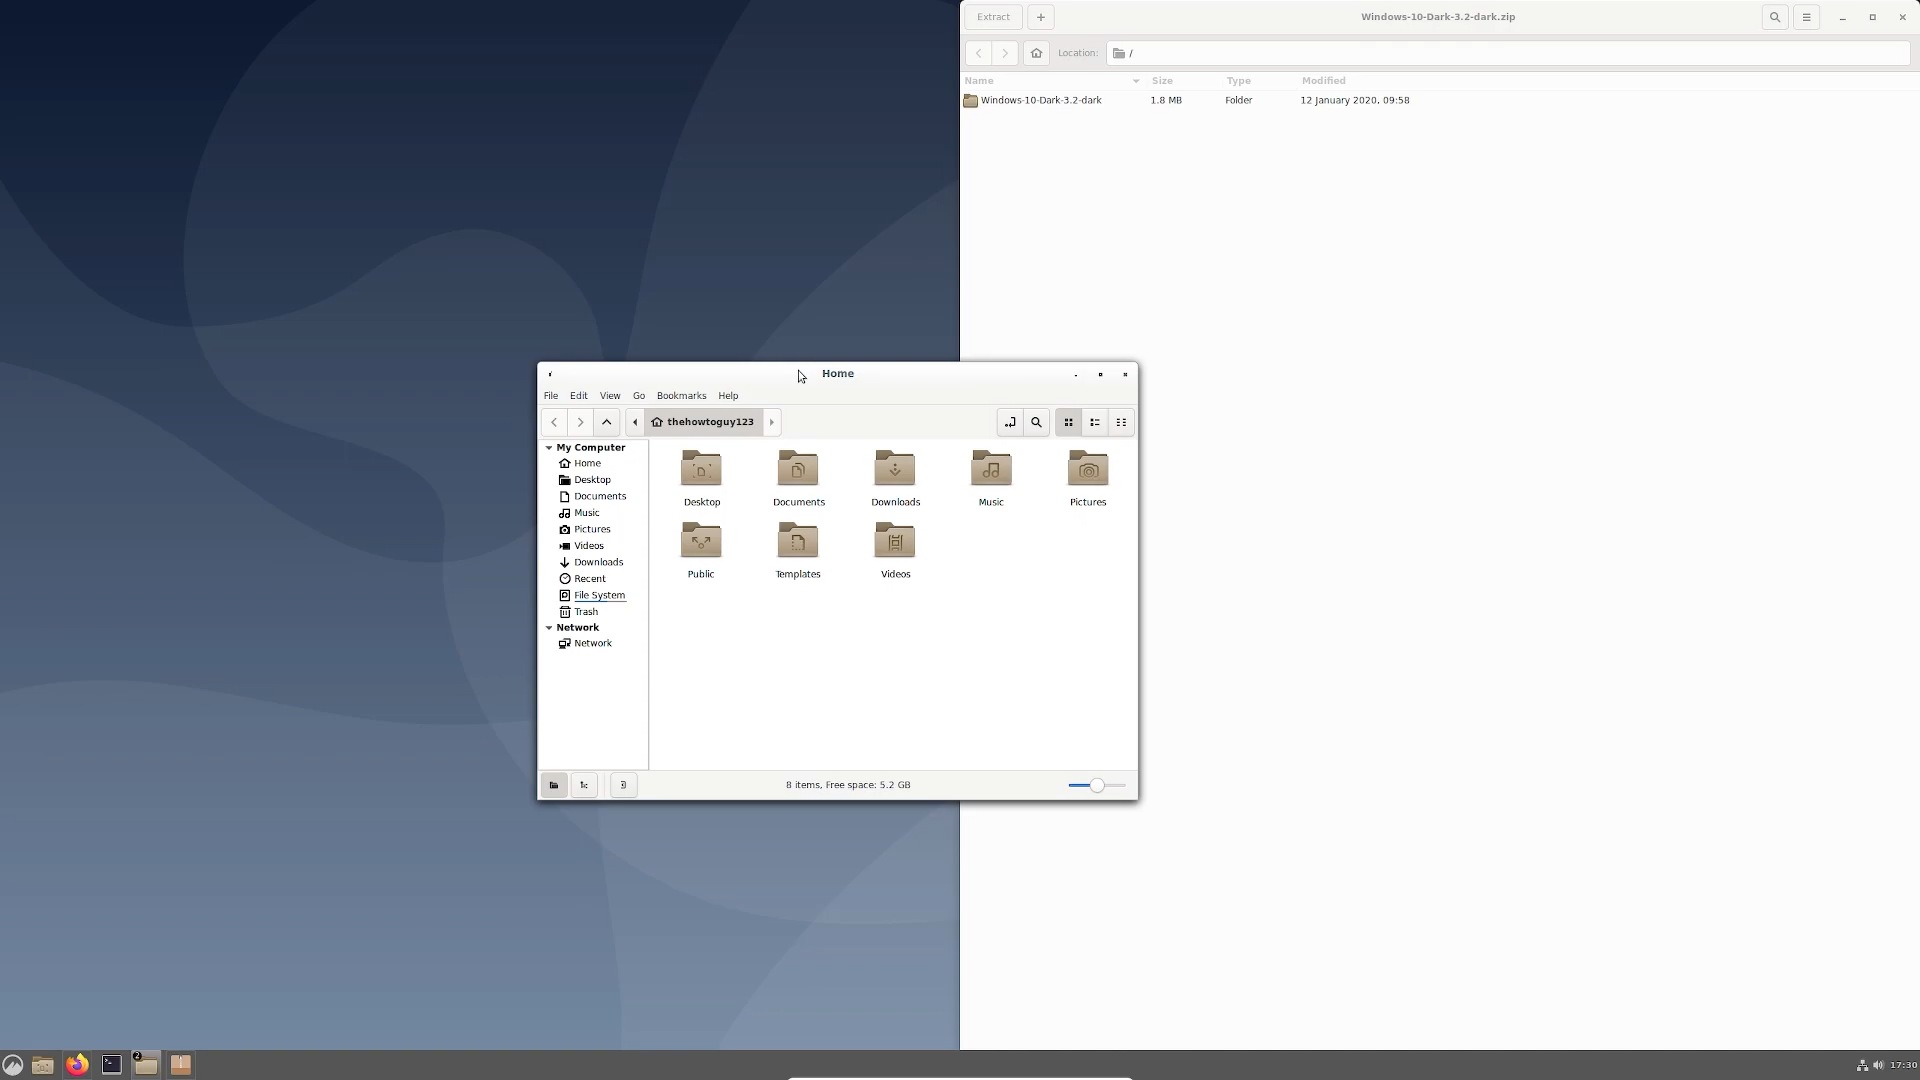 Extract
Windows-10-Dark-3.2-dark.zip
Location: /
Name Size Type Modified
Windows-10-Dark-3.2-dark 1.8 MB Folder 12 January 2020, 09:58
Home
File Edit View Go Bookmarks Help
thehowtoguy123
My Computer
Home
Desktop
Documents
Music
Pictures
Videos
Downloads
Recent
File System
Trash
Network
Network
Desktop Documents Downloads Music Pictures
Public Templates Videos
8 items, Free space: 5.2 GB
2
17:30